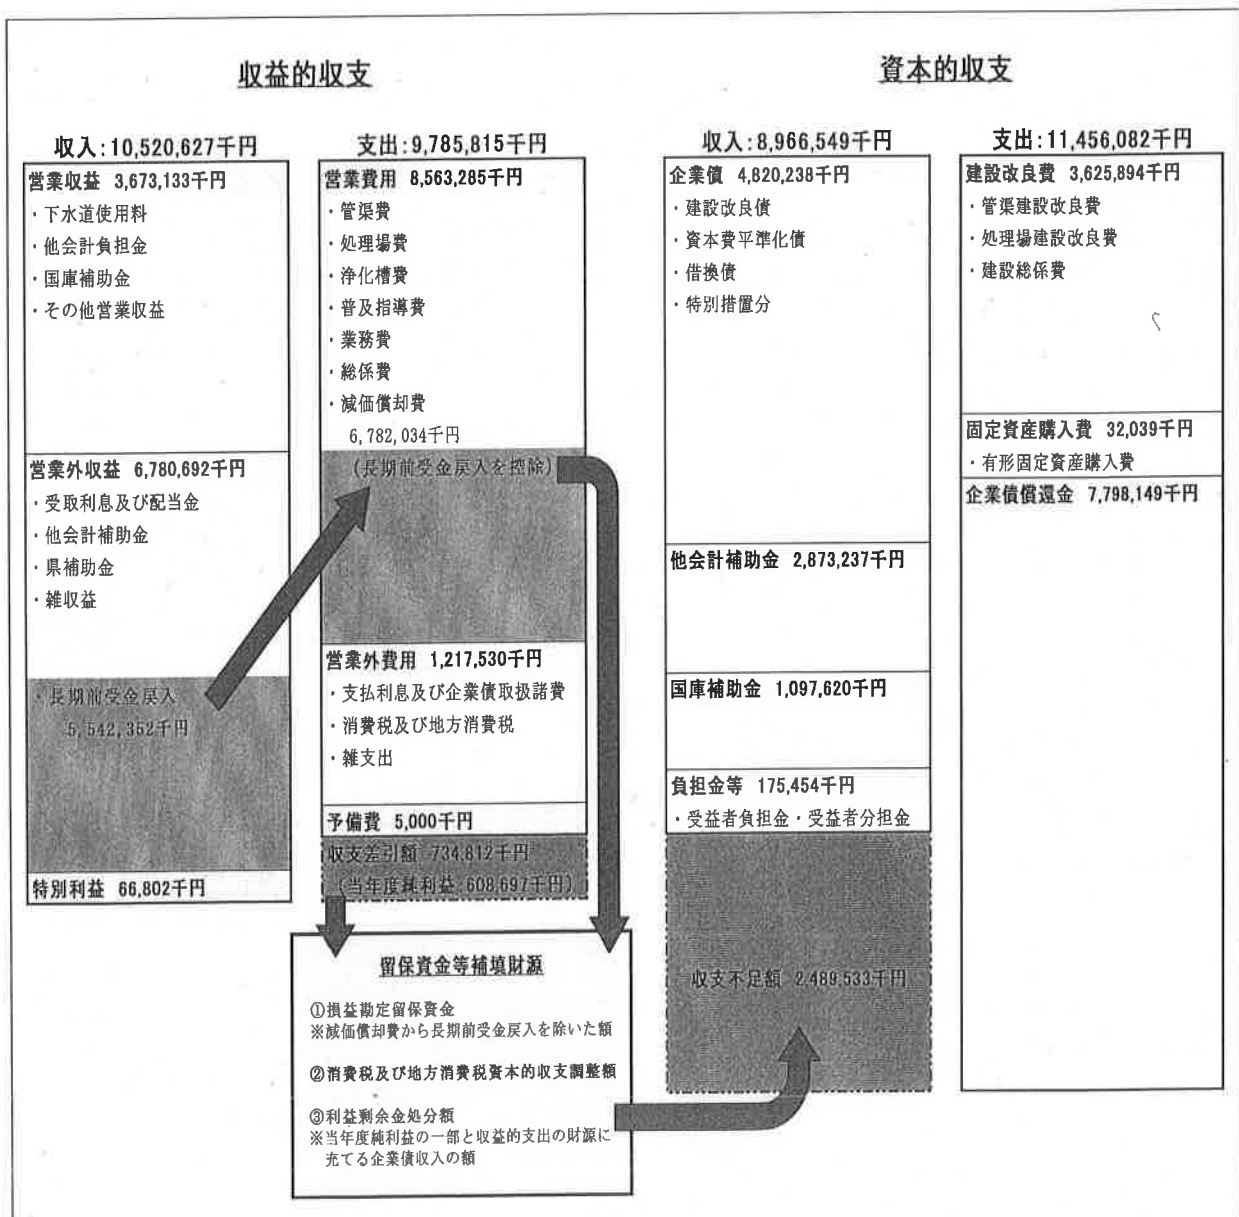 収益的収支
収入:10,520,627千円
営業収益 3,673,133千円
・下水道使用料
・他会計負担金
・国庫補助金
・その他営業収益
営業外収益 6,780,692千円
・受取利息及び配当金
・他会計補助金
・県補助金
・雑収益
・長期前受金戻入
5,542,352千円
特別利益 66,802千円
支出:9,785,815千円
営業費用 8,563,285千円
・管渠費
・処理場費
・浄化槽費
・普及指導費
・業務費
・総係費
・減価償却費
6,782,034千円
(長期前受金戻入を控除)
営業外費用 1,217,530千円
・支払利息及び企業債取扱諸費
・消費税及び地方消費税
・雑支出
予備費 5,000千円
収支差引額 734,812千円
(当年度純利益 608,697千円)
留保資金等補填財源
①損益勘定留保資金
※減価償却費から長期前受金戻入を除いた額
②消費税及び地方消費税資本的収支調整額
③利益剰余金処分額
※当年度純利益の一部と収益的支出の財源に
充てる企業債収入の額
資本的収支
収入:8,966,549千円
企業債 4,820,238千円
・建設改良債
・資本費平準化債
・借換債
・特別措置分
他会計補助金 2,873,237千円
国庫補助金 1,097,620千円
負担金等 175,454千円
・受益者負担金・受益者分担金
収支不足額 2,489,533千円
支出:11,456,082千円
建設改良費 3,625,894千円
・管渠建設改良費
・処理場建設改良費
・建設総係費
固定資産購入費 32,039千円
・有形固定資産購入費
企業債償還金 7,798,149千円